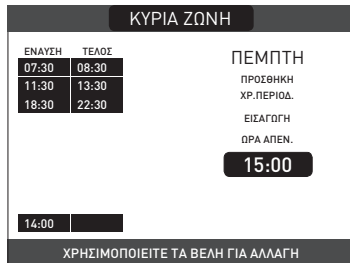 ΚΥΡΙΑ ΖΩΝΗ
ΕΝΑΥΣΗ ΤΕΛΟΣ
07:30 08:30
11:30 13:30
18:30 22:30
14:00
ΠΕΜΠΤΗ
ΠΡΟΣΘΗΚΗ
ΧΡ.ΠΕΡΙΟΔ.
ΕΙΣΑΓΩΓΗ
ΩΡΑ ΑΠΕΝ.
15:00
ΧΡΗΣΙΜΟΠΟΙΕΙΤΕ ΤΑ ΒΕΛΗ ΓΙΑ ΑΛΛΑΓΗ